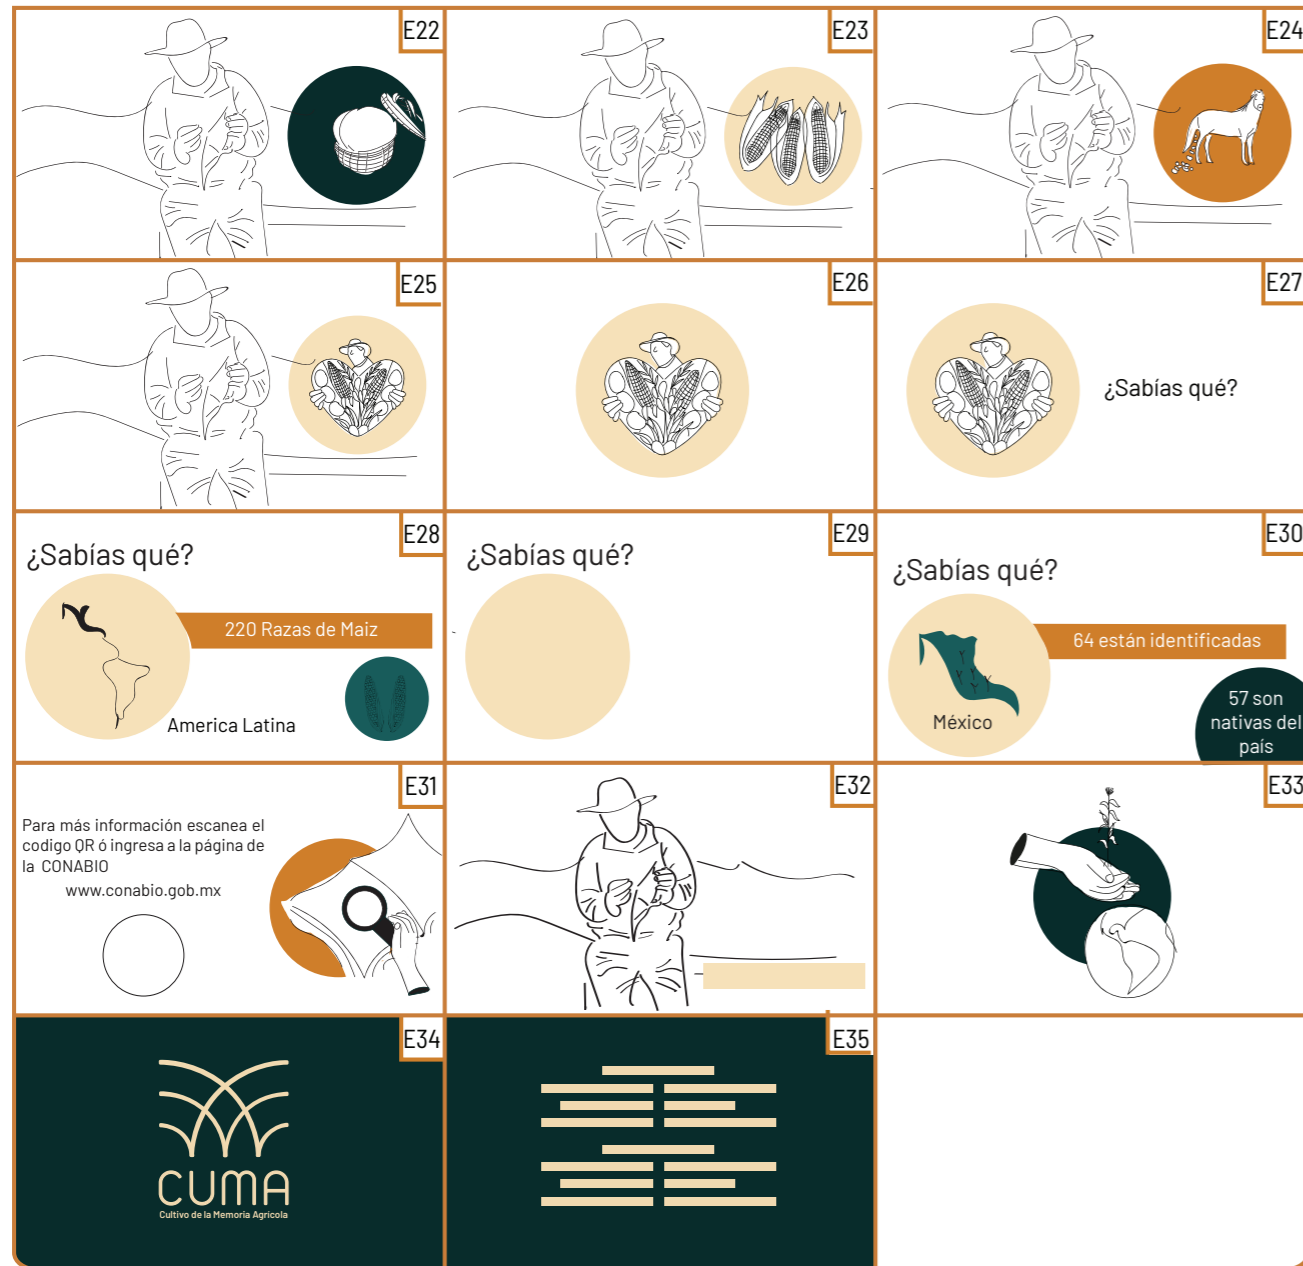 E22
E23
E24
E25
E26
E27
¿Sabías qué?
E28
¿Sabías qué?
220 Razas de Maiz
America Latina
E29
¿Sabías qué?
E30
¿Sabías qué?
64 están identificadas
México
57 son
nativas del
país
E31
Para más información escanea el
codigo QR ó ingresa a la página de
la CONABIO
www.conabio.gob.mx
E32
E33
E34
CUMA
Cultivo de la Memoria Agrícola
E35